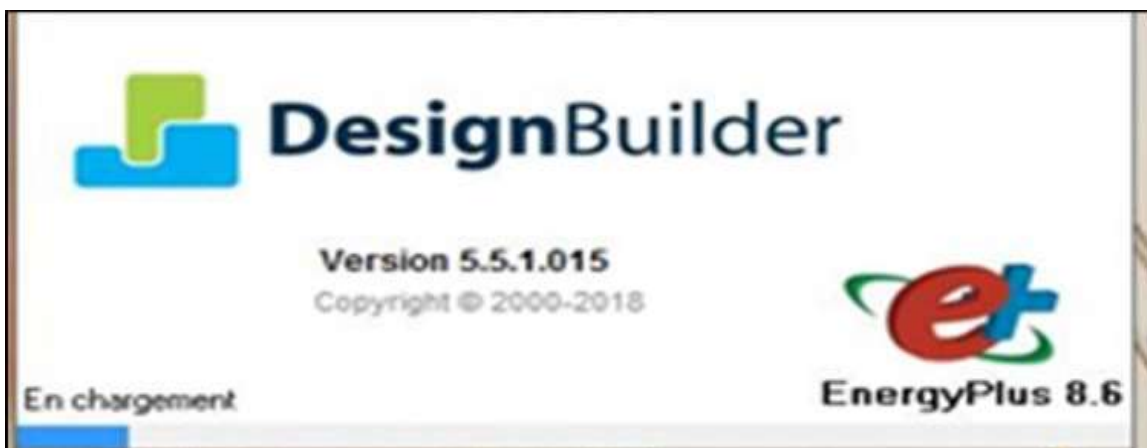 DesignBuilder
Version 5.5.1.015
Copyright © 2000-2018
e+
EnergyPlus 8.6
En chargement